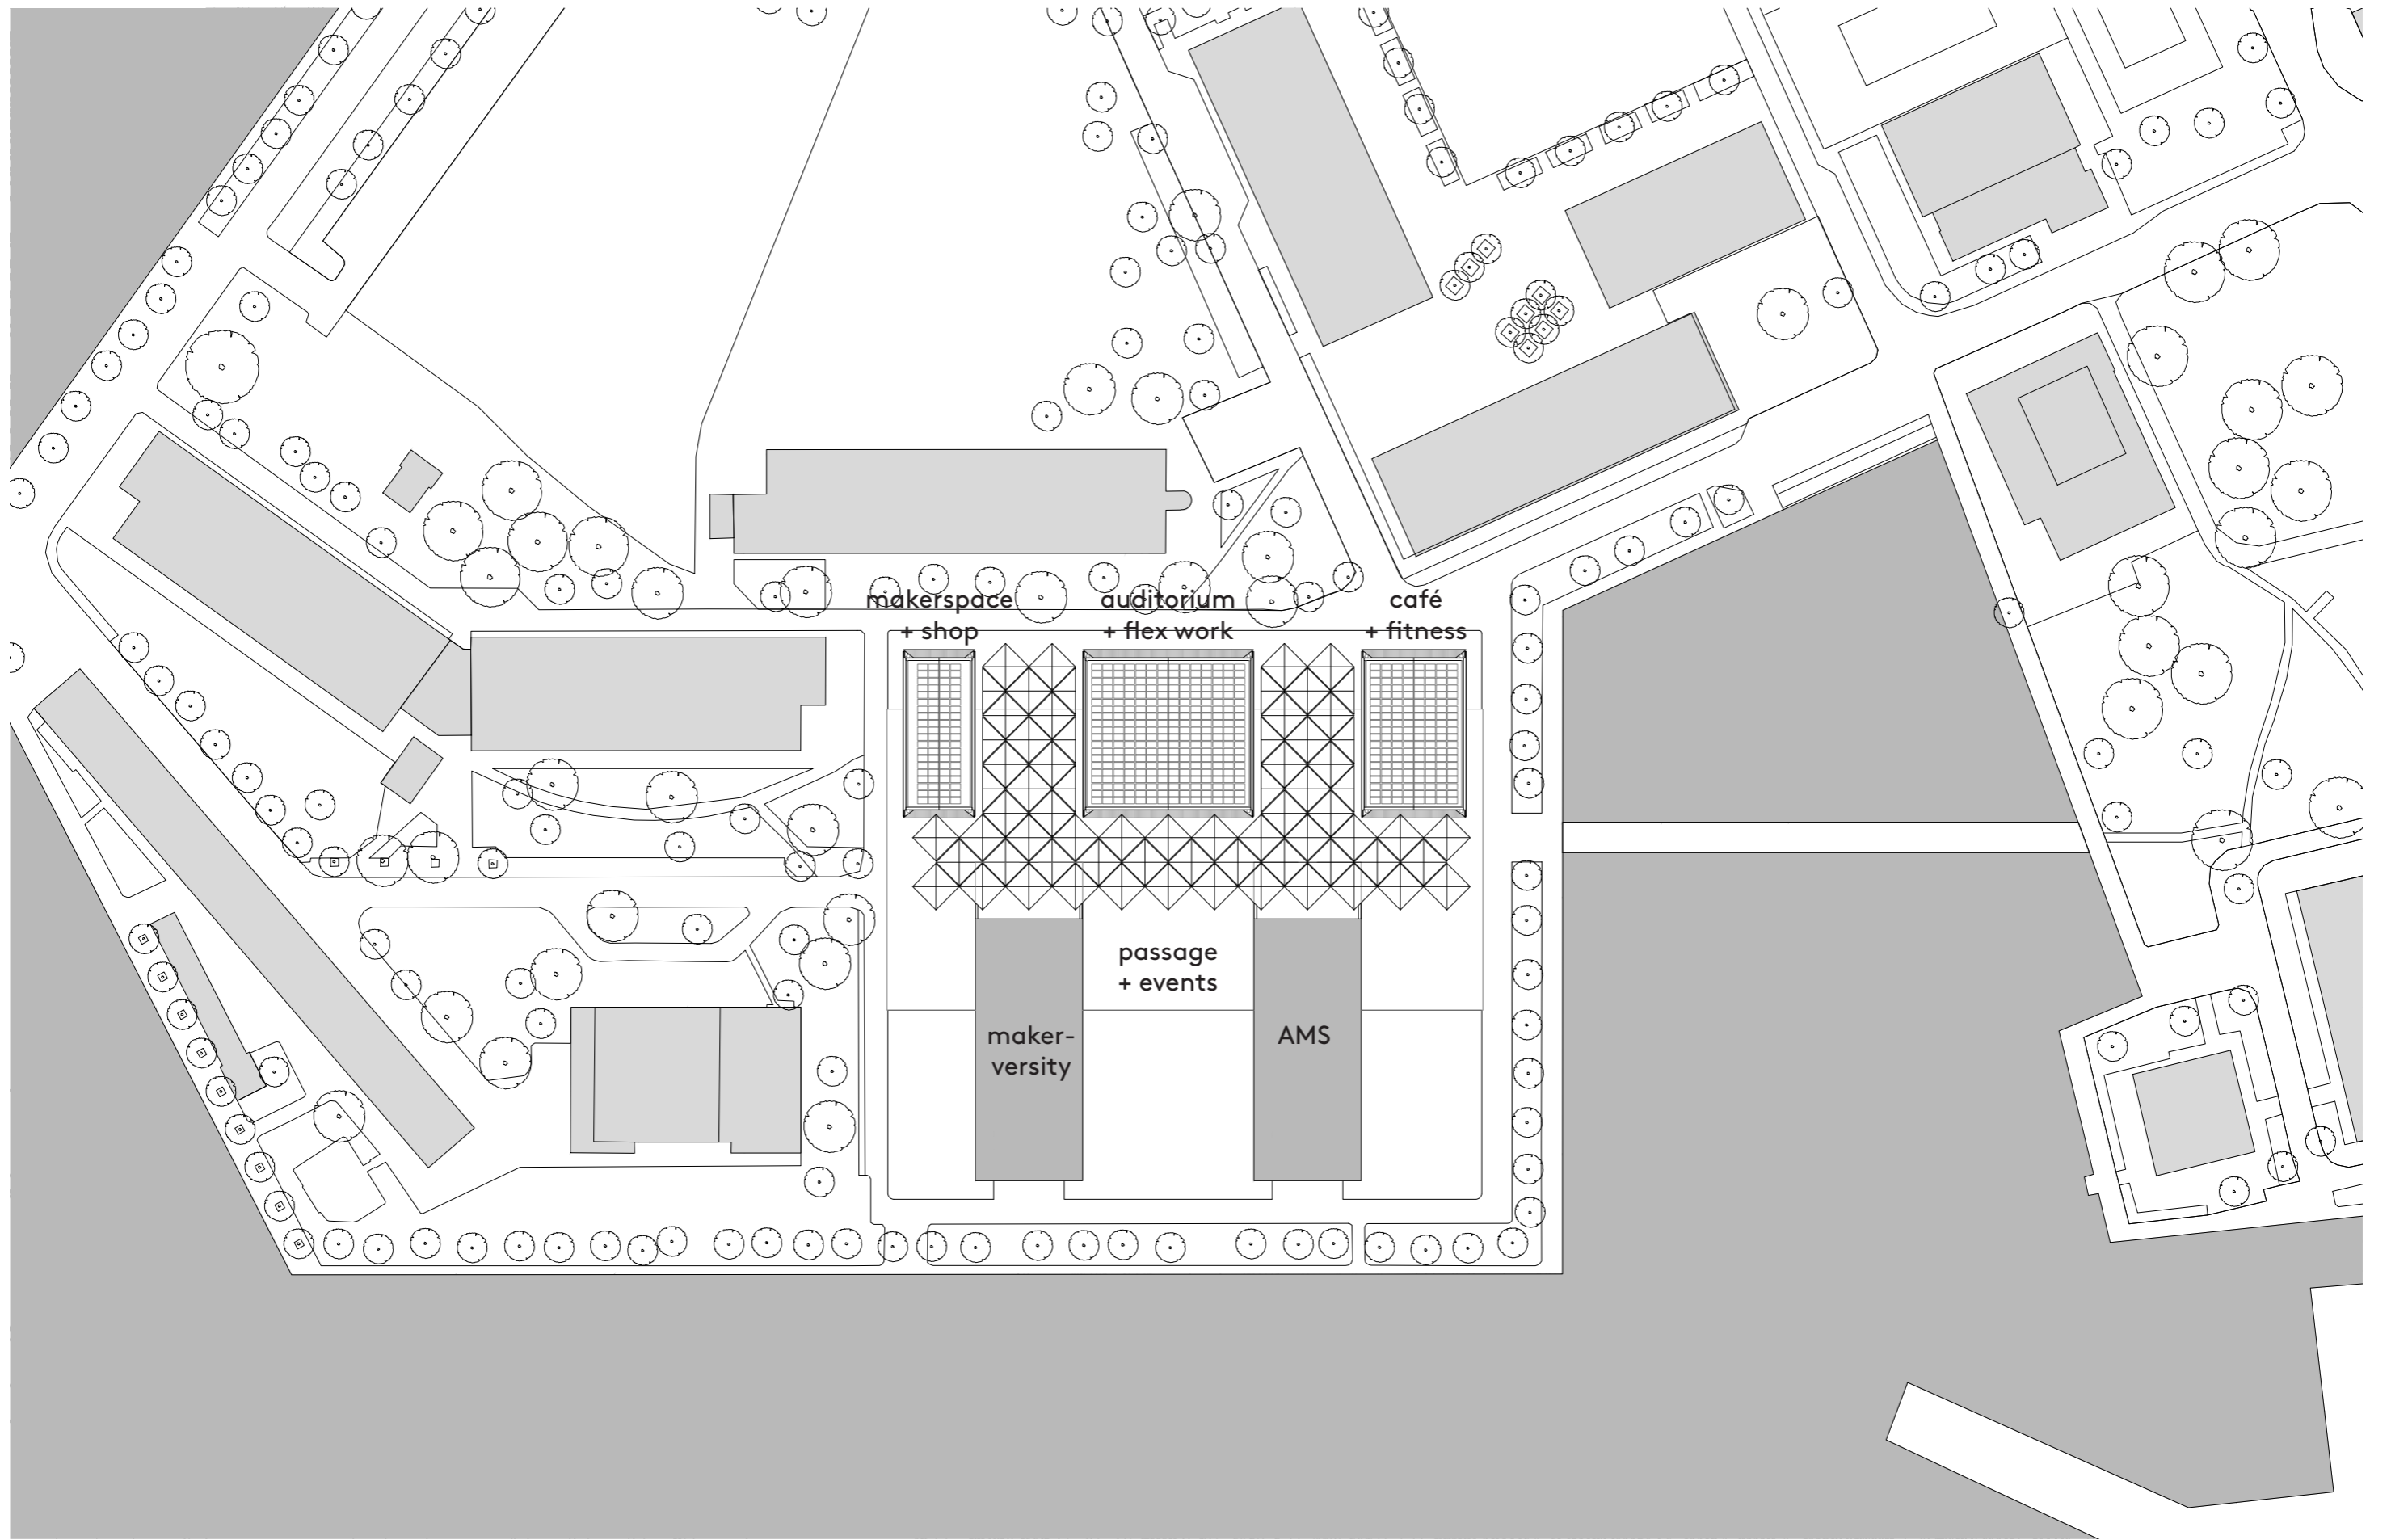 makerspace
+ shop
auditorium
+ flex work
café
+ fitness
passage
+ events
maker-
versity
AMS